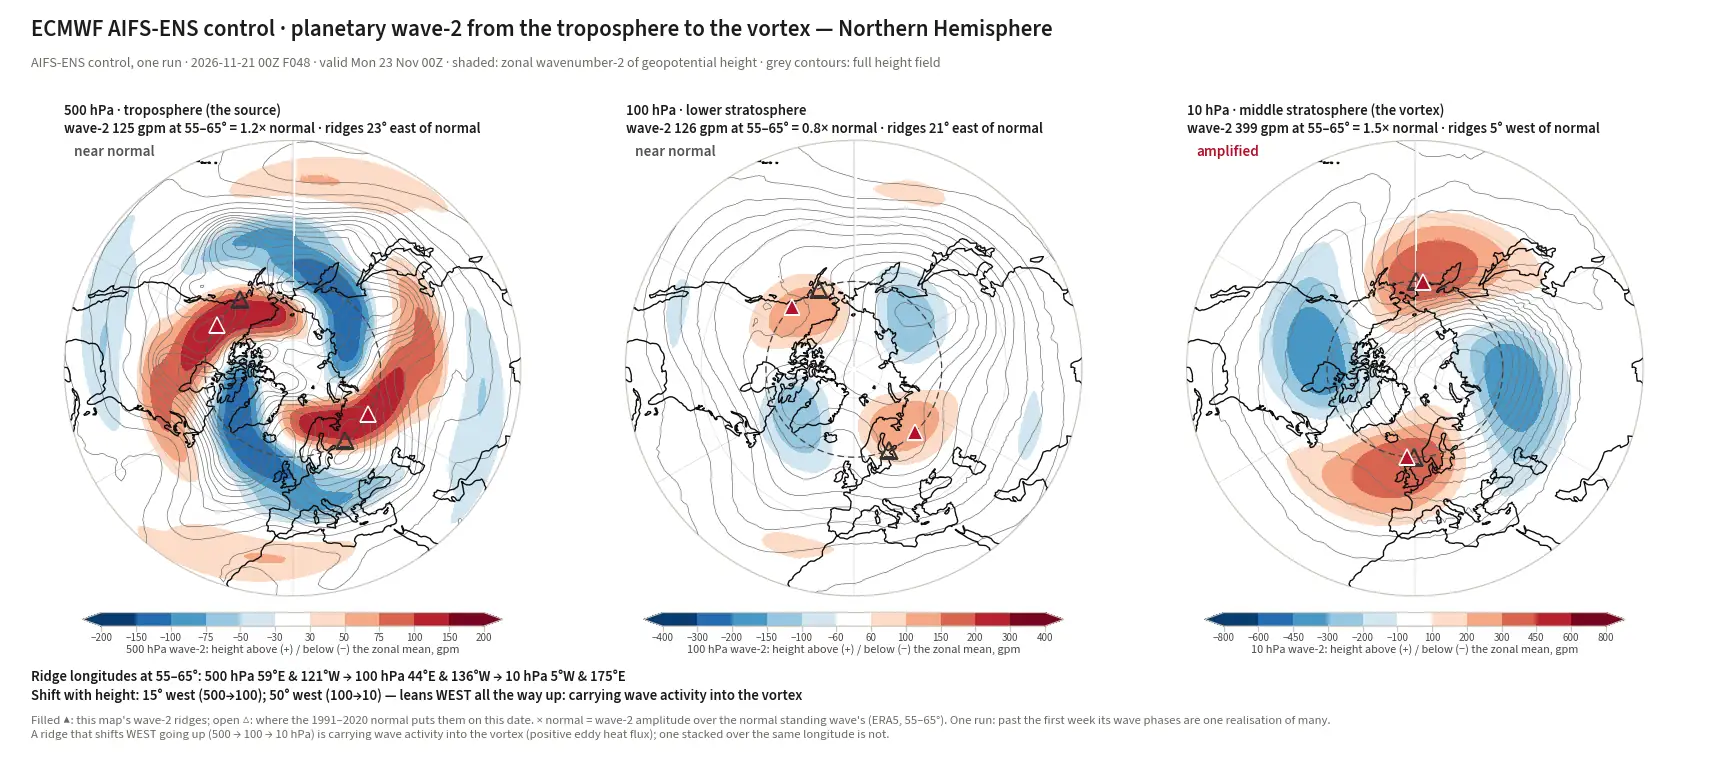 ECMWF AIFS-ENS control · planetary wave-2 from the troposphere to the vortex — Northern Hemisphere
AIFS-ENS control, one run · 2026-11-21 00Z F048 · valid Mon 23 Nov 00Z · shaded: zonal wavenumber-2 of geopotential height · grey contours: full height field
500 hPa · troposphere (the source)
wave-2 125 gpm at 55–65° = 1.2× normal · ridges 23° east of normal
near normal
100 hPa · lower stratosphere
wave-2 126 gpm at 55–65° = 0.8× normal · ridges 21° east of normal
near normal
10 hPa · middle stratosphere (the vortex)
wave-2 399 gpm at 55–65° = 1.5× normal · ridges 5° west of normal
amplified
−200 −150 −100 −75 −50 −30 30 50 75 100 150 200
500 hPa wave-2: height above (+) / below (−) the zonal mean, gpm
−400 −300 −200 −150 −100 −60 60 100 150 200 300 400
100 hPa wave-2: height above (+) / below (−) the zonal mean, gpm
−800 −600 −450 −300 −200 −100 100 200 300 450 600 800
10 hPa wave-2: height above (+) / below (−) the zonal mean, gpm
Ridge longitudes at 55–65°: 500 hPa 59°E & 121°W → 100 hPa 44°E & 136°W → 10 hPa 5°W & 175°E
Shift with height: 15° west (500→100); 50° west (100→10) — leans WEST all the way up: carrying wave activity into the vortex
Filled ▲: this map's wave-2 ridges; open △: where the 1991–2020 normal puts them on this date. × normal = wave-2 amplitude over the normal standing wave's (ERA5, 55–65°). One run: past the first week its wave phases are one realisation of many.
A ridge that shifts WEST going up (500 → 100 → 10 hPa) is carrying wave activity into the vortex (positive eddy heat flux); one stacked over the same longitude is not.